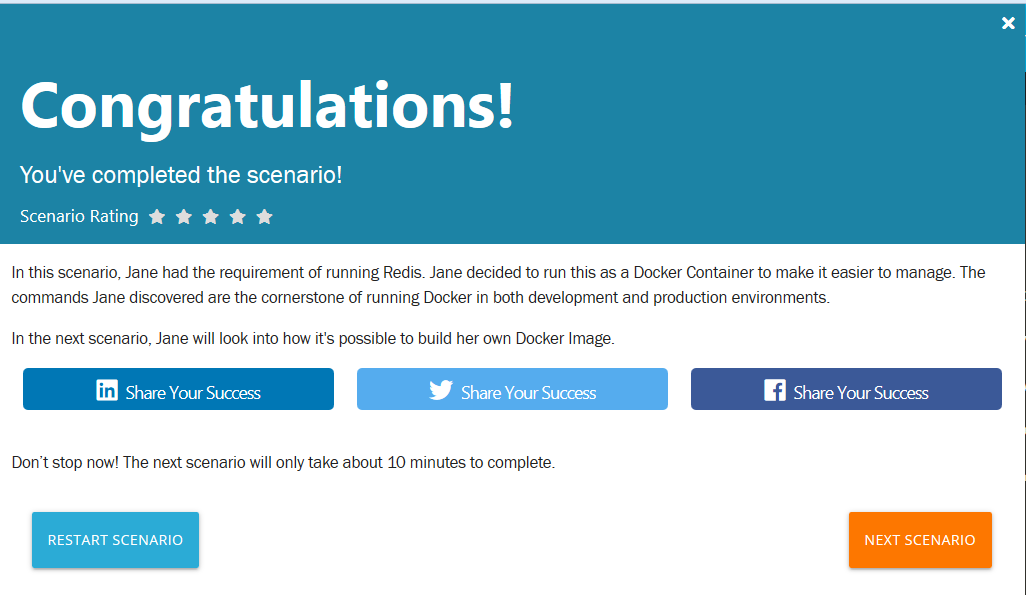 Congratulations!
You've completed the scenario!
Scenario Rating
In this scenario, Jane had the requirement of running Redis. Jane decided to run this as a Docker Container to make it easier to manage. The
commands Jane discovered are the cornerstone of running Docker in both development and production environments.
In the next scenario, Jane will look into how it's possible to build her own Docker Image.
Share Your Success
Share Your Success
Share Your Success
Don’t stop now! The next scenario will only take about 10 minutes to complete.
RESTART SCENARIO
NEXT SCENARIO